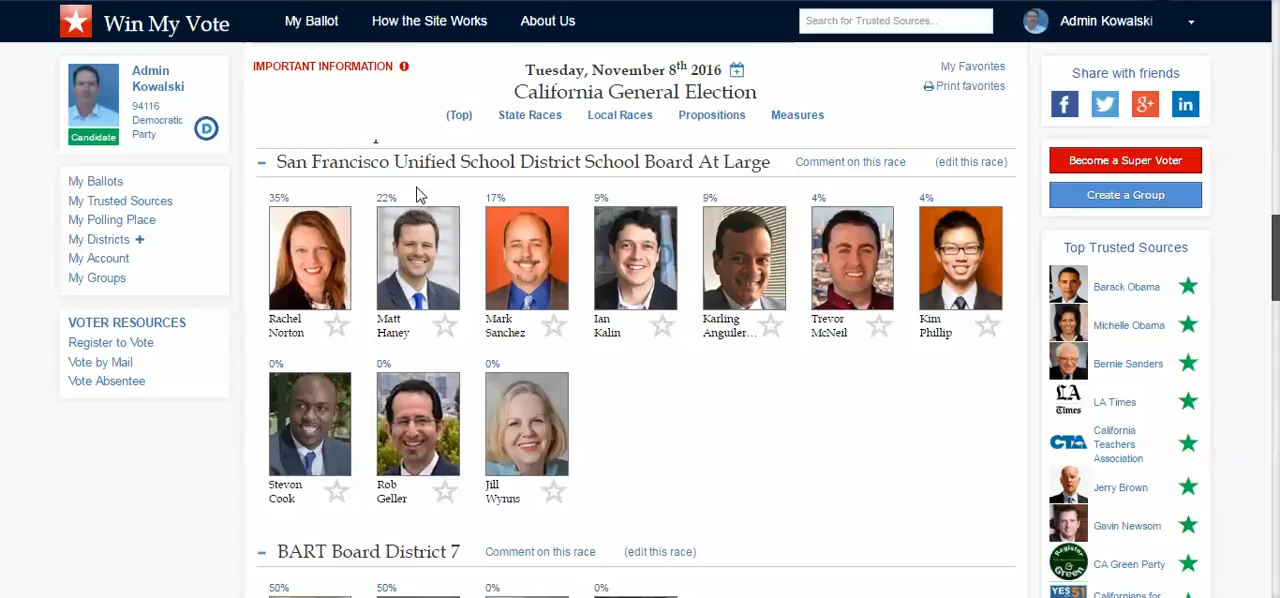 Win My Vote
My Ballot
How the Site Works
About Us
Search for Trusted Sources...
Admin Kowalski
Admin
Kowalski
94116
Democratic
Party
D
Candidate
My Ballots
My Trusted Sources
My Polling Place
My Districts +
My Account
My Groups
VOTER RESOURCES
Register to Vote
Vote by Mail
Vote Absentee
IMPORTANT INFORMATION
Tuesday, November 8th 2016
California General Election
My Favorites
Print favorites
(Top) State Races Local Races Propositions Measures
San Francisco Unified School District School Board At Large
Comment on this race
(edit this race)
35% 22% 17% 9% 9% 4% 4%
Rachel
Norton
Matt
Haney
Mark
Sanchez
Ian
Kalin
Karling
Anguiler...
Trevor
McNeil
Kim
Phillip
0% 0% 0%
Stevon
Cook
Rob
Geller
Jill
Wynns
BART Board District 7
Comment on this race
(edit this race)
50% 50% 0% 0%
Share with friends
f
g+
in
Become a Super Voter
Create a Group
Top Trusted Sources
Barack Obama
Michelle Obama
Bernie Sanders
LA
Times
LA Times
CTA
California
Teachers
Association
Jerry Brown
Gavin Newsom
Register
Green
CA Green Party
YES 51
Californians for